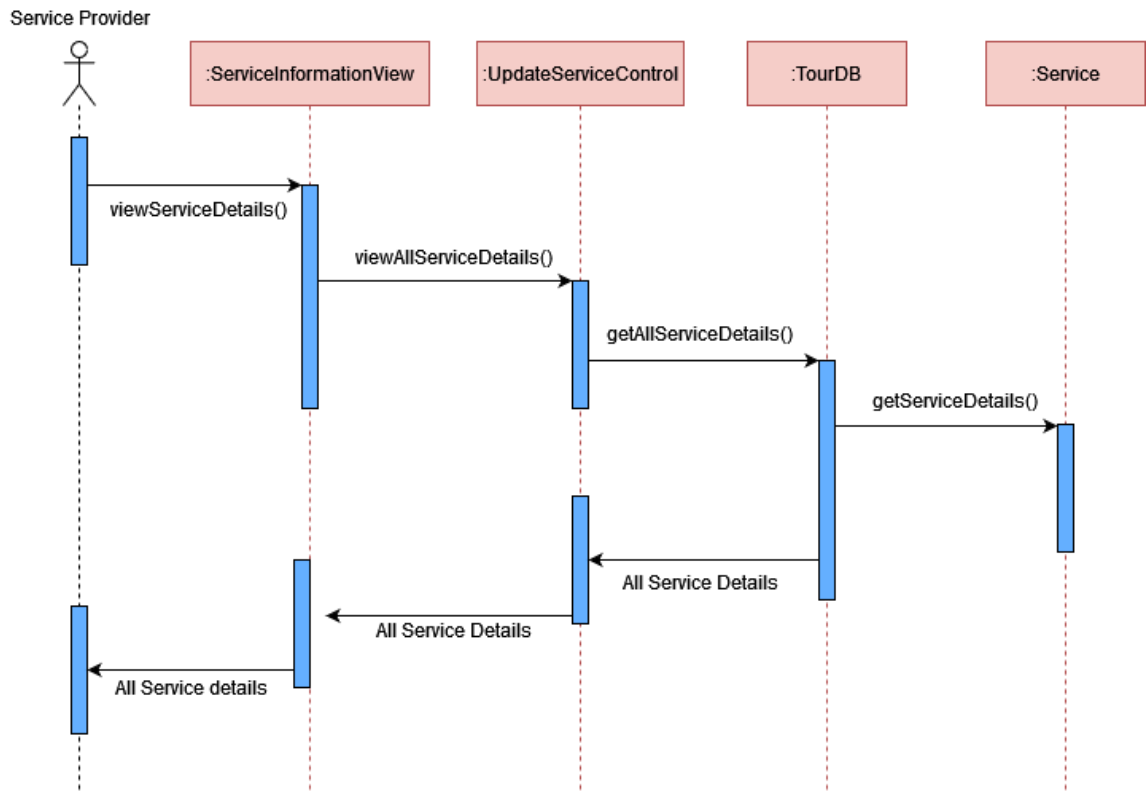 Service Provider
:ServiceInformationView
:UpdateServiceControl
:TourDB
:Service
viewServiceDetails()
viewAllServiceDetails()
getAllServiceDetails()
getServiceDetails()
All Service Details
All Service Details
All Service details